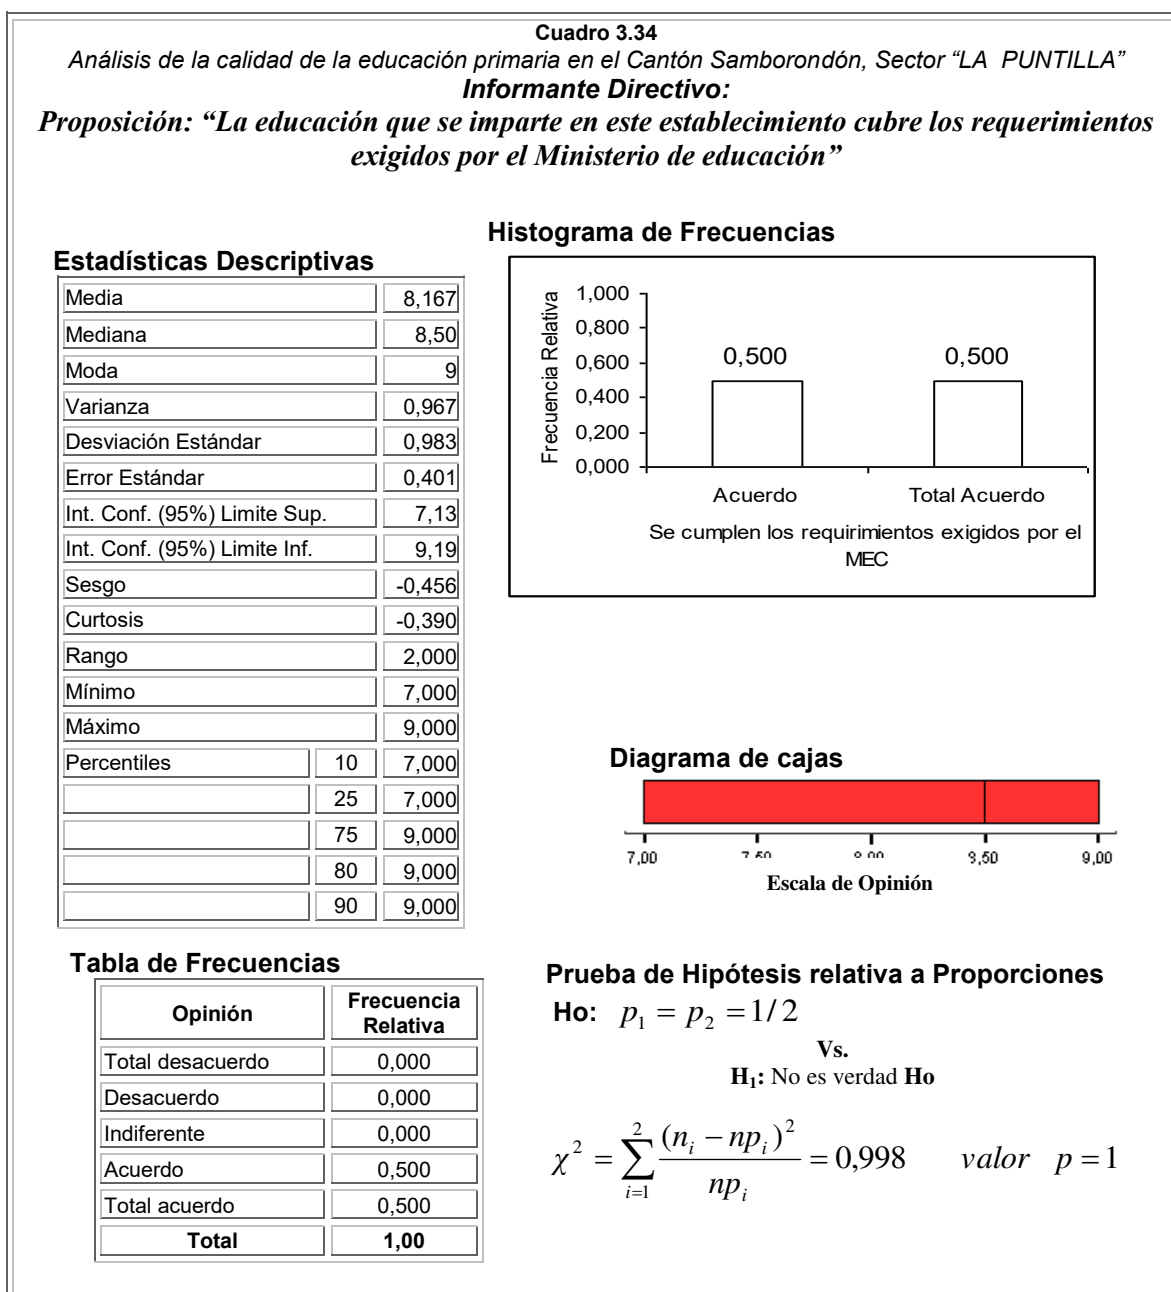 Cuadro 3.34
Análisis de la calidad de la educación primaria en el Cantón Samborondón, Sector “LA PUNTILLA”
Informante Directivo:
Proposición: “La educación que se imparte en este establecimiento cubre los requerimientos
exigidos por el Ministerio de educación”
Estadísticas Descriptivas
Media 8,167
Mediana 8,50
Moda 9
Varianza 0,967
Desviación Estándar 0,983
Error Estándar 0,401
Int. Conf. (95%) Limite Sup. 7,13
Int. Conf. (95%) Limite Inf. 9,19
Sesgo -0,456
Curtosis -0,390
Rango 2,000
Mínimo 7,000
Máximo 9,000
Percentiles 10 7,000
25 7,000
75 9,000
80 9,000
90 9,000
Histograma de Frecuencias
Frecuencia Relativa
1,000
0,800
0,600
0,400
0,200
0,000
0,500 0,500
Acuerdo Total Acuerdo
Se cumplen los requirimientos exigidos por el
MEC
Diagrama de cajas
7,00 7,50 8,00 8,50 9,00
Escala de Opinión
Tabla de Frecuencias
Opinión Frecuencia
Relativa
Total desacuerdo 0,000
Desacuerdo 0,000
Indiferente 0,000
Acuerdo 0,500
Total acuerdo 0,500
Total 1,00
Prueba de Hipótesis relativa a Proporciones
Ho: p₁ = p₂ = 1/2
Vs.
H₁: No es verdad Ho
χ² = ∑_{i=1}^{2} (nᵢ − npᵢ)² / npᵢ = 0,998 valor p = 1